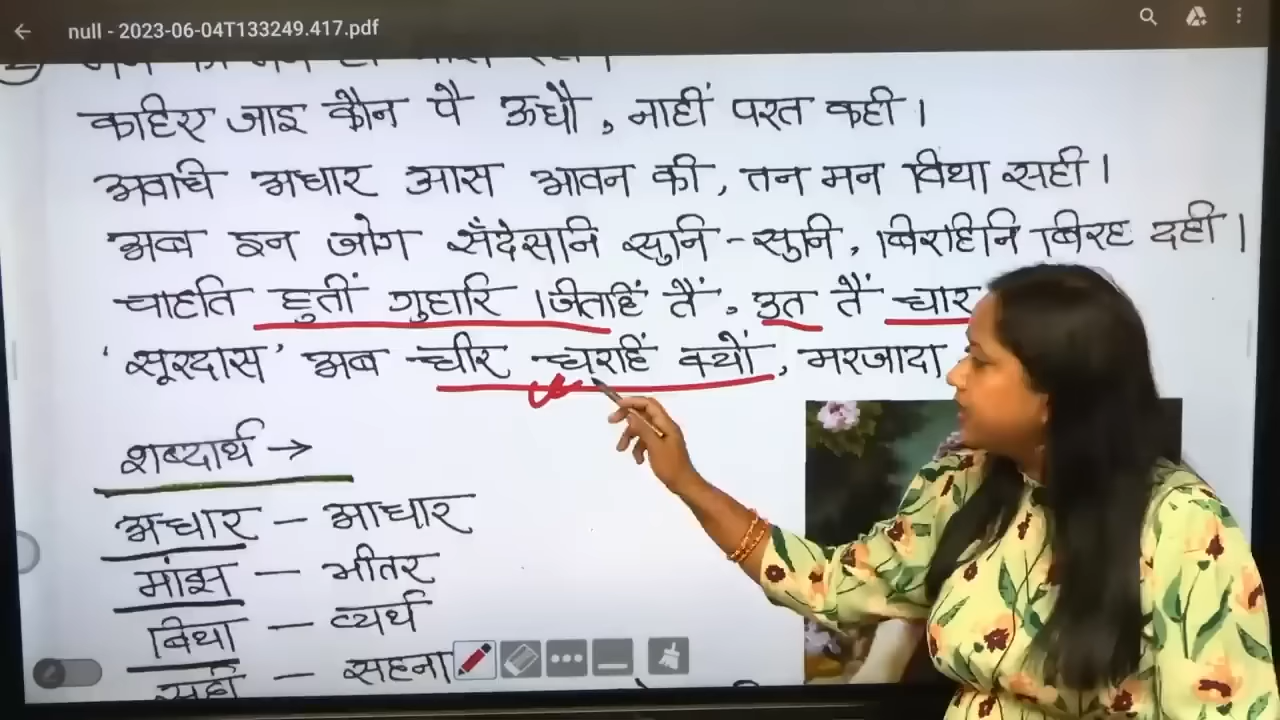 null - 2023-06-04T133249.417.pdf
कहिए जाइ कौन पै ऊधौ, नाहीं परत कही।
अवधि अधार आस आवन की, तन मन बिथा सही।
अब इन जोग सँदेसनि सुनि-सुनि, बिरहिनि बिरह दही।
चाहति हुतीं गुहारि जितहिं तैं, उत तैं धार
'सूरदास' अब धीर धरहिं क्यों, मरजादा
शब्दार्थ →
अधार – आधार
मांझ – भीतर
बिथा – व्यर्थ
सही – सहना